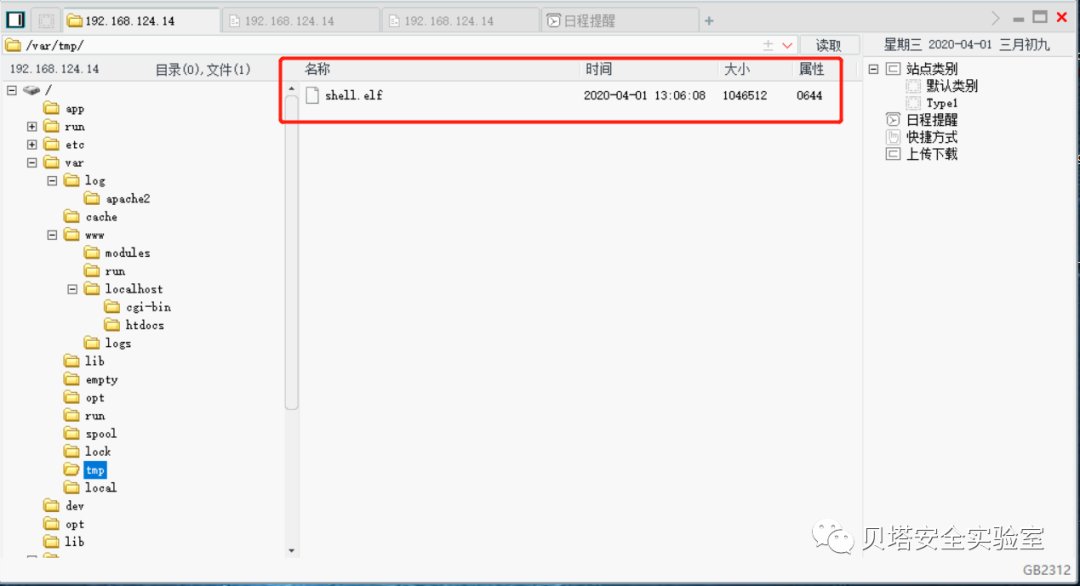 192.168.124.14 192.168.124.14 192.168.124.14 日程提醒 +
/var/tmp/ 读取 星期三 2020-04-01 三月初九
192.168.124.14 目录(0),文件(1)
/
app
run
etc
var
log
apache2
cache
www
modules
run
localhost
cgi-bin
htdocs
logs
lib
empty
opt
run
spool
lock
tmp
local
dev
opt
lib
名称 时间 大小 属性
shell.elf 2020-04-01 13:06:08 1046512 0644
站点类别
默认类别
Type1
日程提醒
快捷方式
上传下载
贝塔安全实验室
GB2312